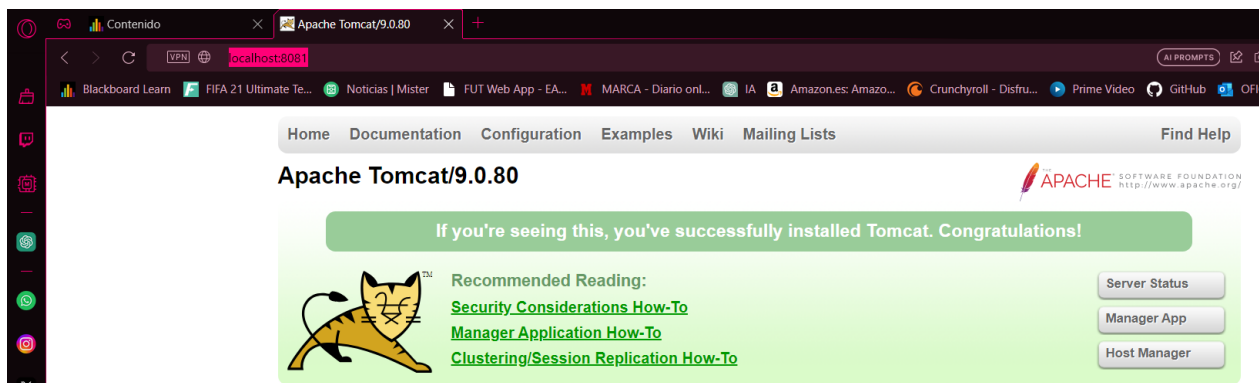 Contenido
Apache Tomcat/9.0.80
VPN
localhost:8081
AI PROMPTS
Blackboard Learn
FIFA 21 Ultimate Te...
Noticias | Mister
FUT Web App - EA...
MARCA - Diario onl...
IA
Amazon.es: Amazo...
Crunchyroll - Disfru...
Prime Video
GitHub
Home Documentation Configuration Examples Wiki Mailing Lists Find Help
Apache Tomcat/9.0.80
THE APACHE SOFTWARE FOUNDATION
http://www.apache.org/
If you're seeing this, you've successfully installed Tomcat. Congratulations!
TM
Recommended Reading:
Security Considerations How-To
Manager Application How-To
Clustering/Session Replication How-To
Server Status
Manager App
Host Manager